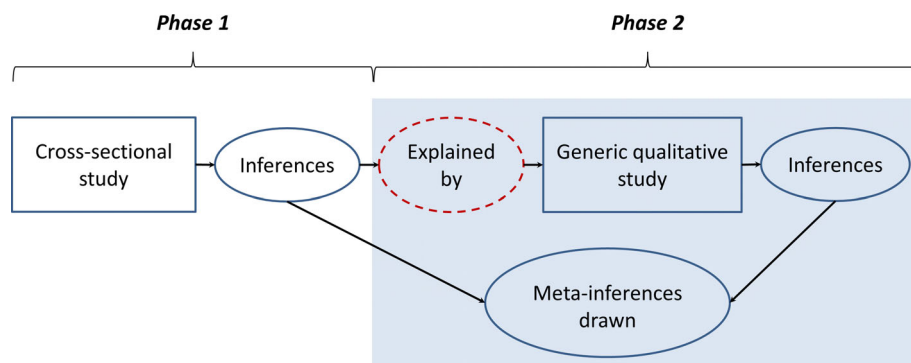 Phase 1
Phase 2
Cross-sectional
study
Inferences
Explained
by
Generic qualitative
study
Inferences
Meta-inferences
drawn